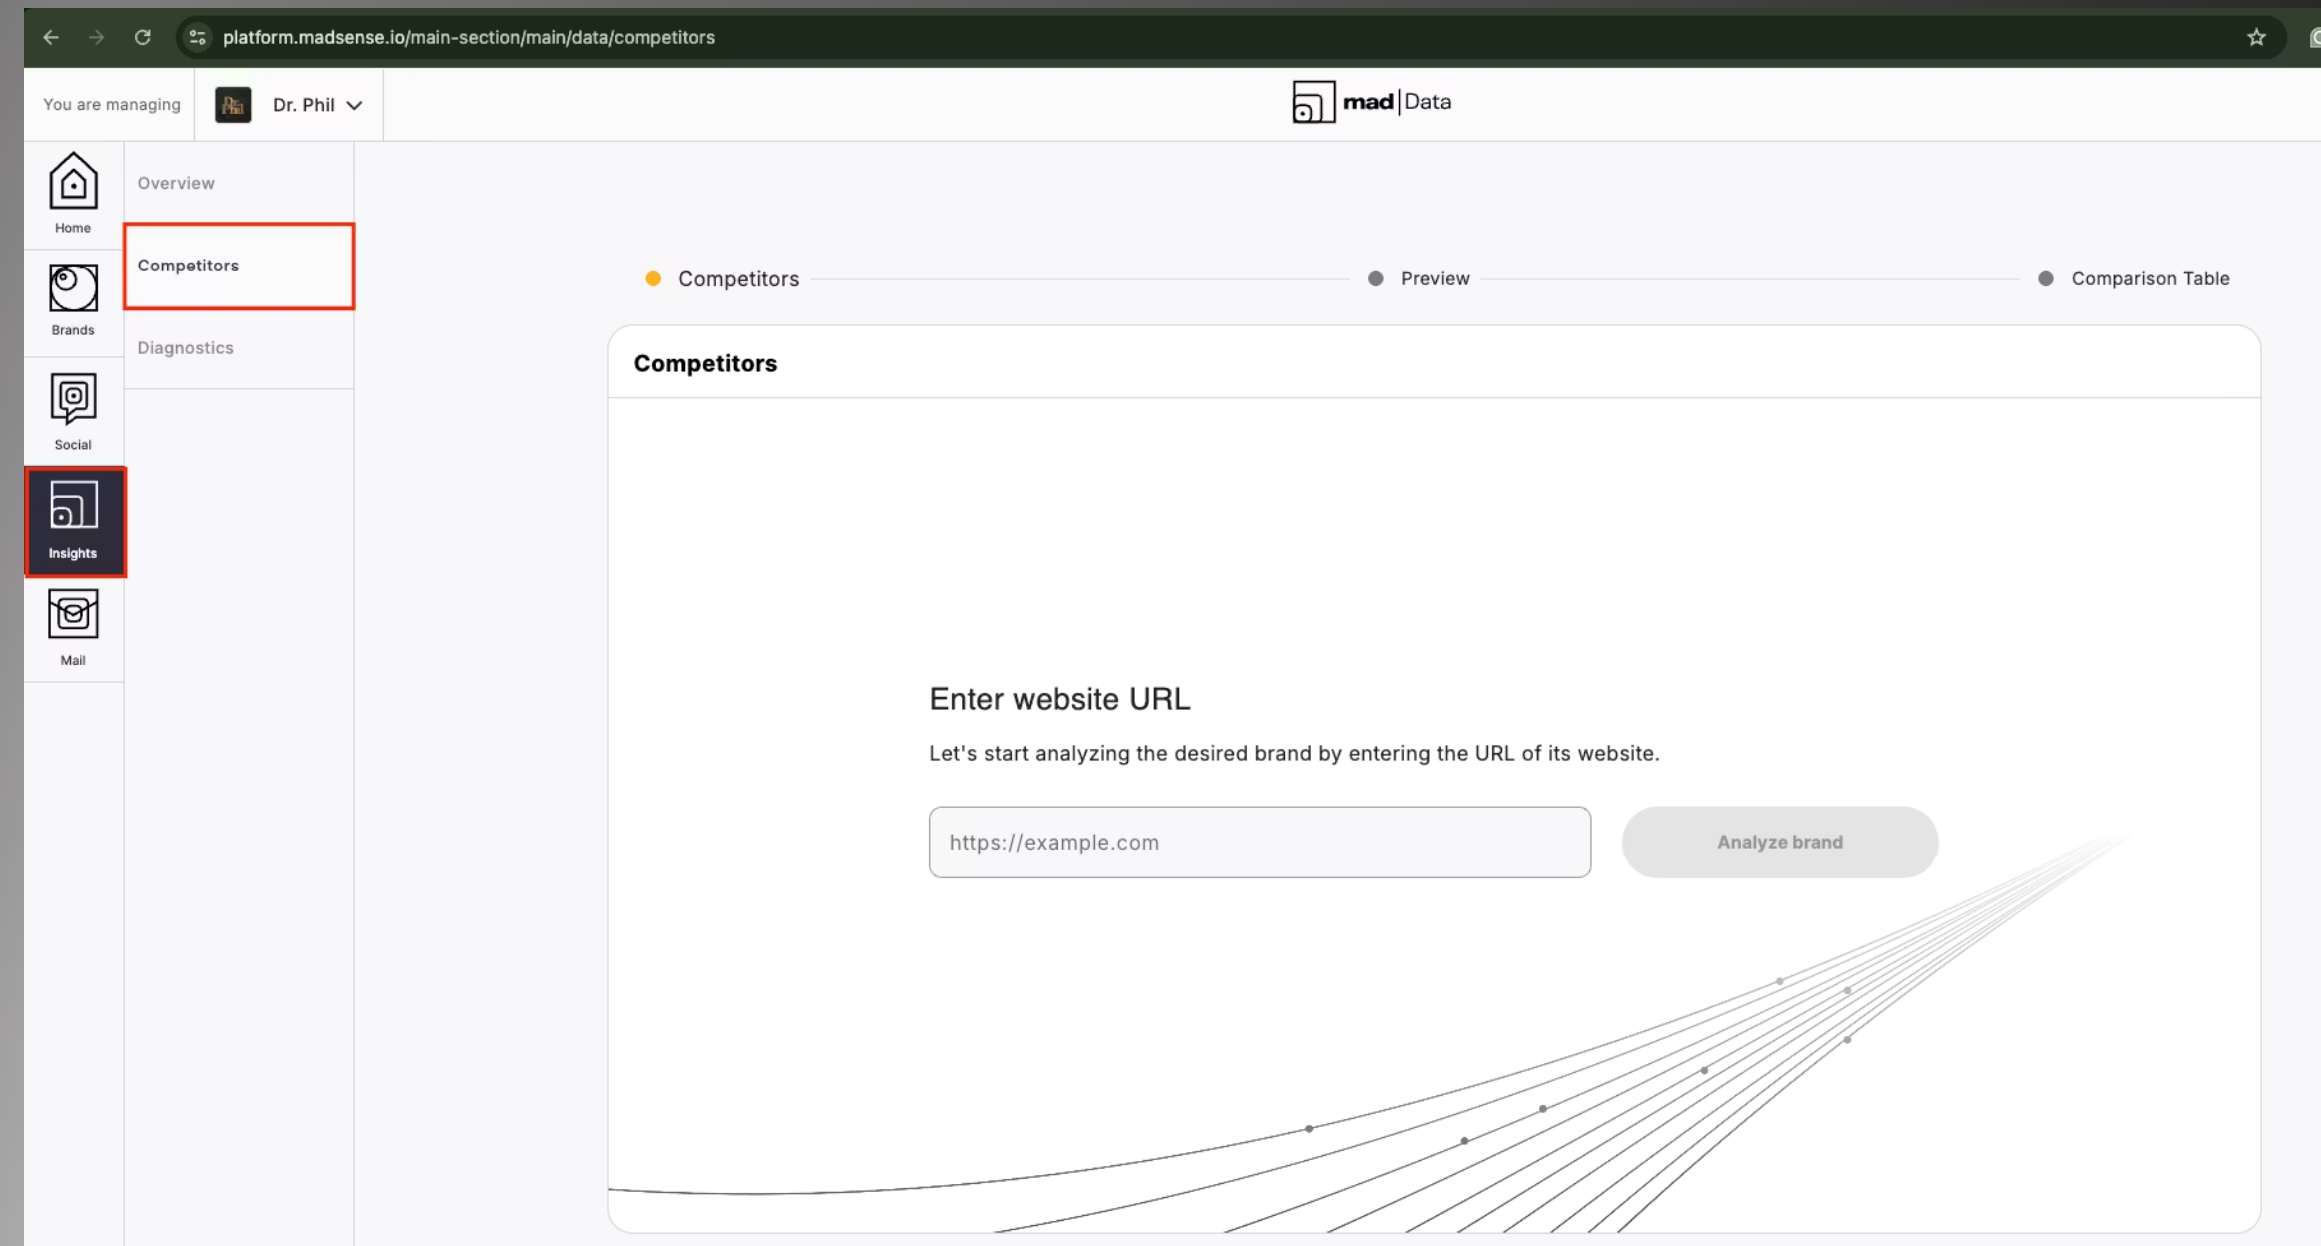 platform.madsense.io/main-section/main/data/competitors
You are managing
Dr. Phil
Dr. Phil
mad|Data
Home
Brands
Social
Insights
Mail
Overview
Competitors
Diagnostics
Competitors
Preview
Comparison Table
Competitors
Enter website URL
Let's start analyzing the desired brand by entering the URL of its website.
https://example.com
Analyze brand